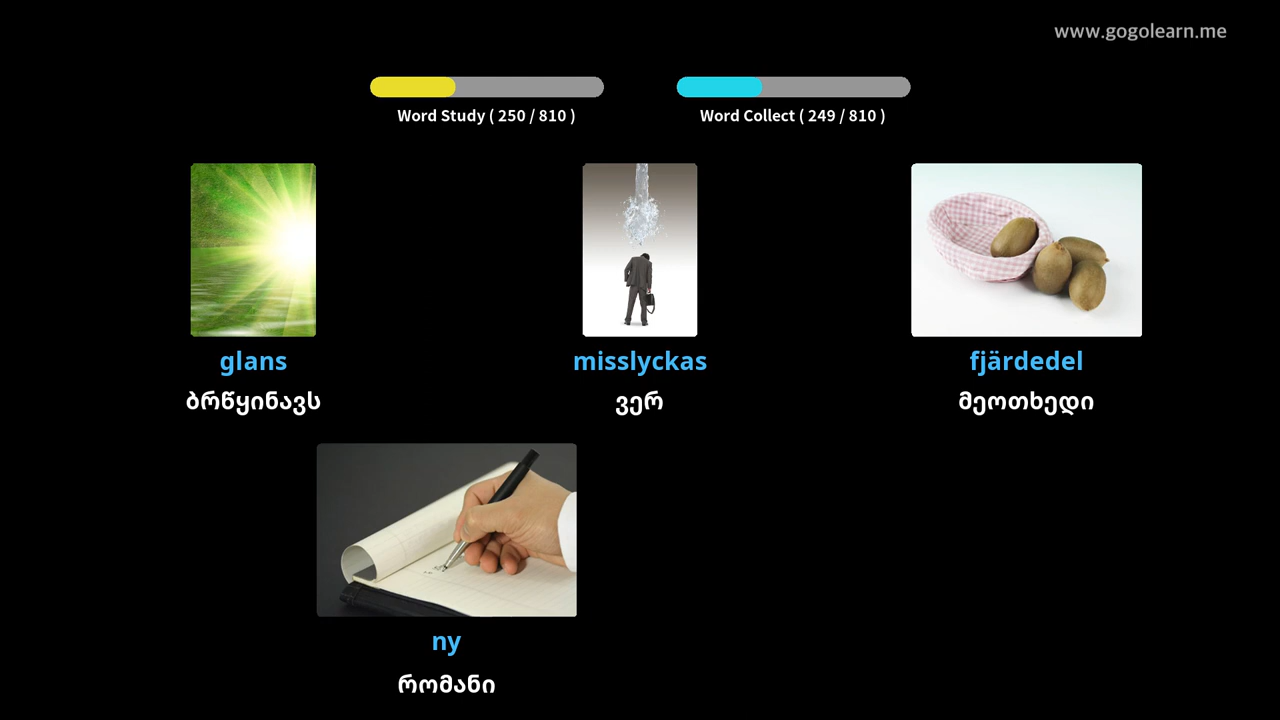 www.gogolearn.me
Word Study ( 250 / 810 )
Word Collect ( 249 / 810 )
glans
ბრწყინავს
misslyckas
ვერ
fjärdedel
მეოთხედი
ny
რომანი